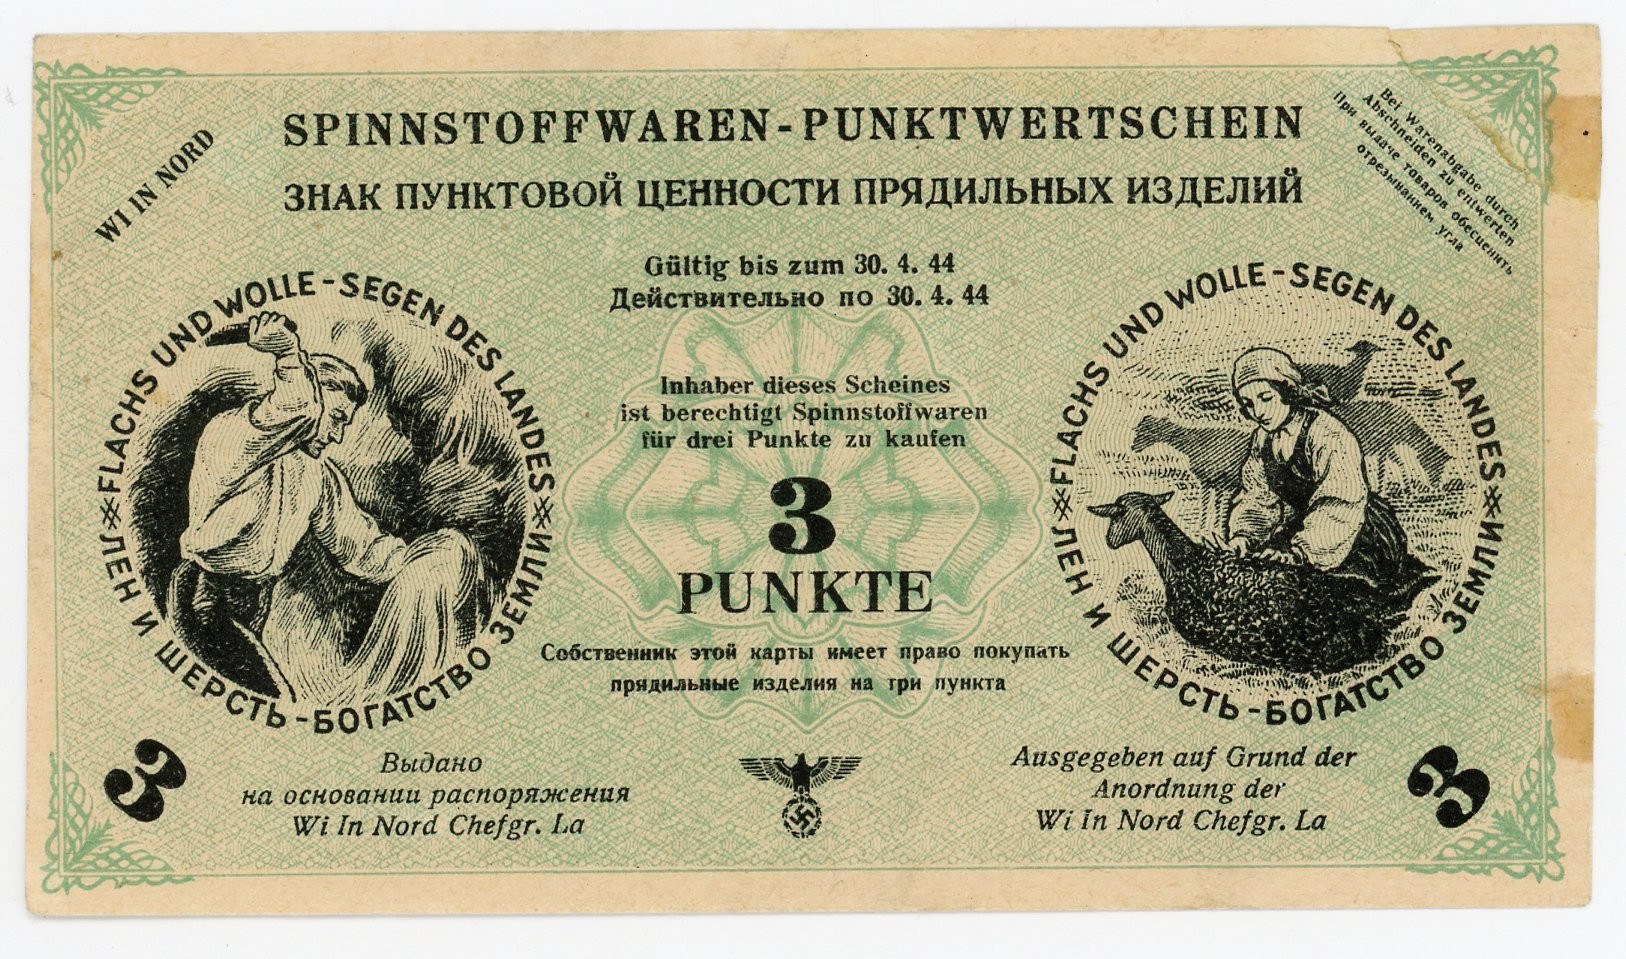 SPINNSTOFFWAREN-PUNKTWERTSCHEIN
ЗНАК ПУНКТОВОЙ ЦЕННОСТИ ПРЯДИЛЬНЫХ ИЗДЕЛИЙ
WI IN NORD
Bei Warenabgabe durch
Abschneiden zu entwerten
При выдаче товаров обесценить
отрезыванием угла
Gültig bis zum 30. 4. 44
Действительно по 30. 4. 44
FLACHS UND WOLLE-SEGEN DES LANDES
ЛЕН И ШЕРСТЬ-БОГАТСТВО ЗЕМЛИ
Inhaber dieses Scheines
ist berechtigt Spinnstoffwaren
für drei Punkte zu kaufen
3
PUNKTE
Собственник этой карты имеет право покупать
прядильные изделия на три пункта
FLACHS UND WOLLE-SEGEN DES LANDES
ЛЕН И ШЕРСТЬ-БОГАТСТВО ЗЕМЛИ
3
Выдано
на основании распоряжения
Wi In Nord Chefgr. La
Ausgegeben auf Grund der
Anordnung der
Wi In Nord Chefgr. La
3